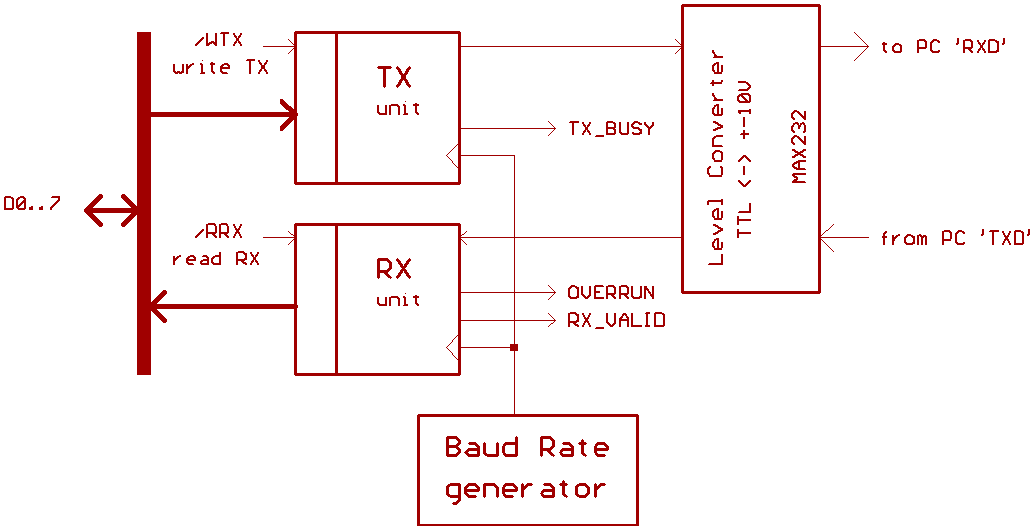 /WTX
write TX
TX
unit
to PC 'RXD'
TX_BUSY
Level Converter
TTL <-> +-10V
MAX232
D0..7
/RRX
read RX
RX
unit
from PC 'TXD'
OVERRUN
RX_VALID
Baud Rate
generator